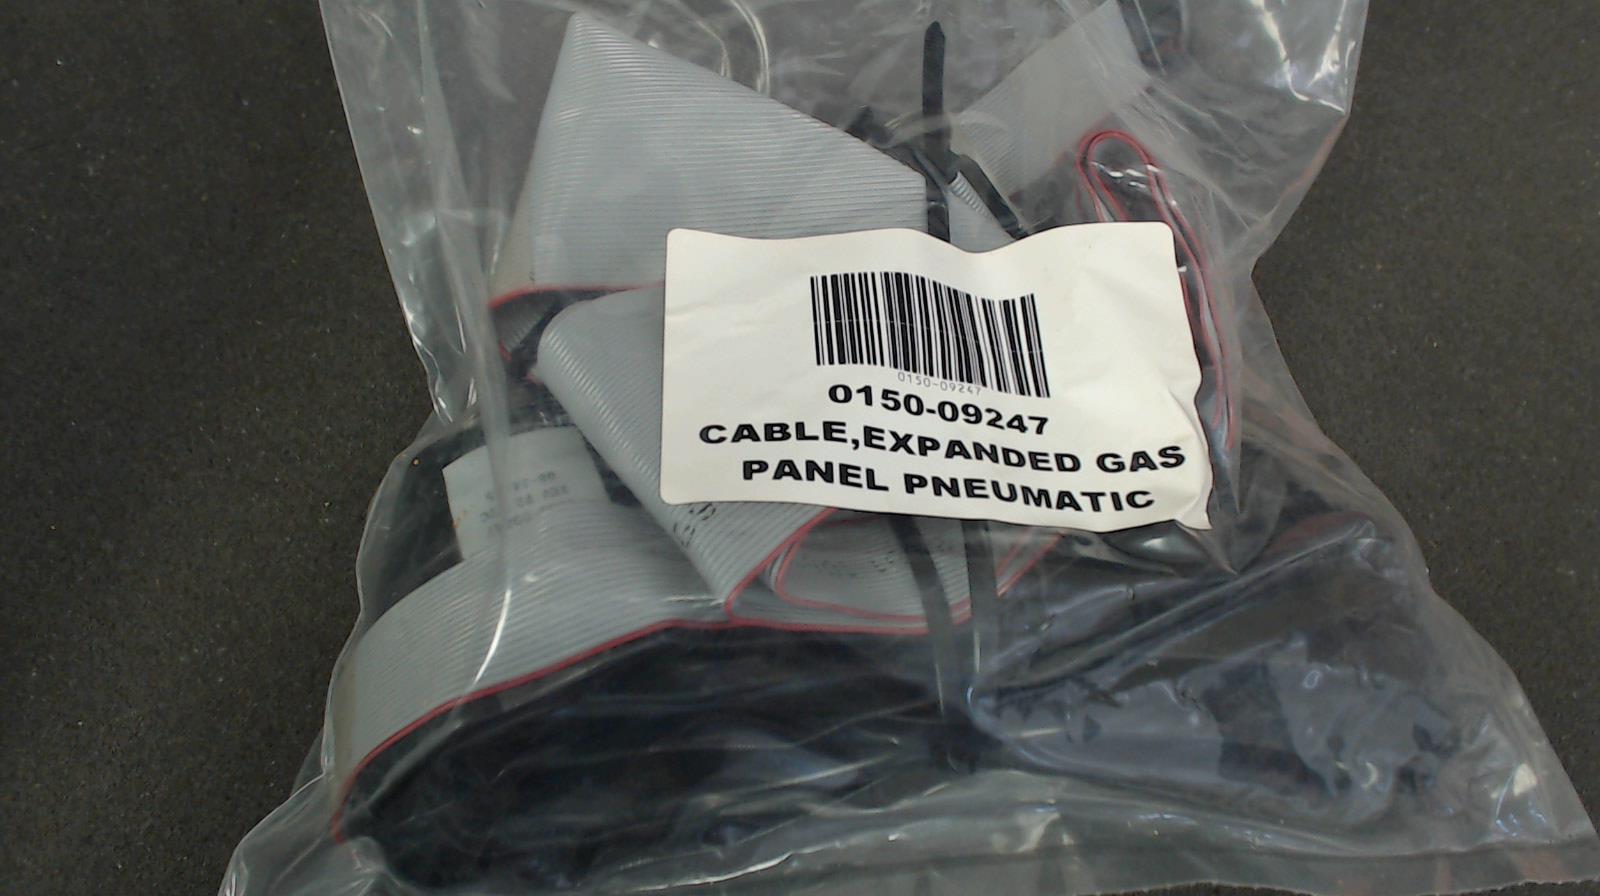 0150-09247
0150-09247
CABLE,EXPANDED GAS
PANEL PNEUMATIC